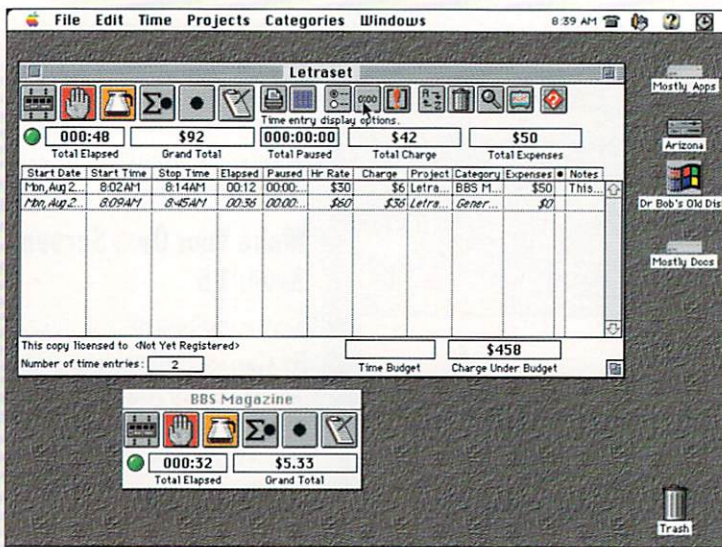 File Edit Time Projects Categories Windows 8:39 AM
Letraset
Mostly Apps
0:00
Time entry display options.
000:48 $92 000:00:00 $42 $50
Total Elapsed Grand Total Total Paused Total Charge Total Expenses
Arizona
Start Date Start Time Stop Time Elapsed Paused Hr Rate Charge Project Category Expenses • Notes
Mon, Aug 2... 8:02AM 8:14AM 00:12 00:00:... $30 $6 Letra... BBS M... $50 This...
Mon, Aug 2... 8:09AM 8:45AM 00:36 00:00:... $60 $36 Letra... Gener... $0
Dr Bob's Old Dis
Mostly Docs
This copy licensed to <Not Yet Registered>
$458
Number of time entries: 2 Time Budget Charge Under Budget
BBS Magazine
000:32 $5.33
Total Elapsed Grand Total
Trash